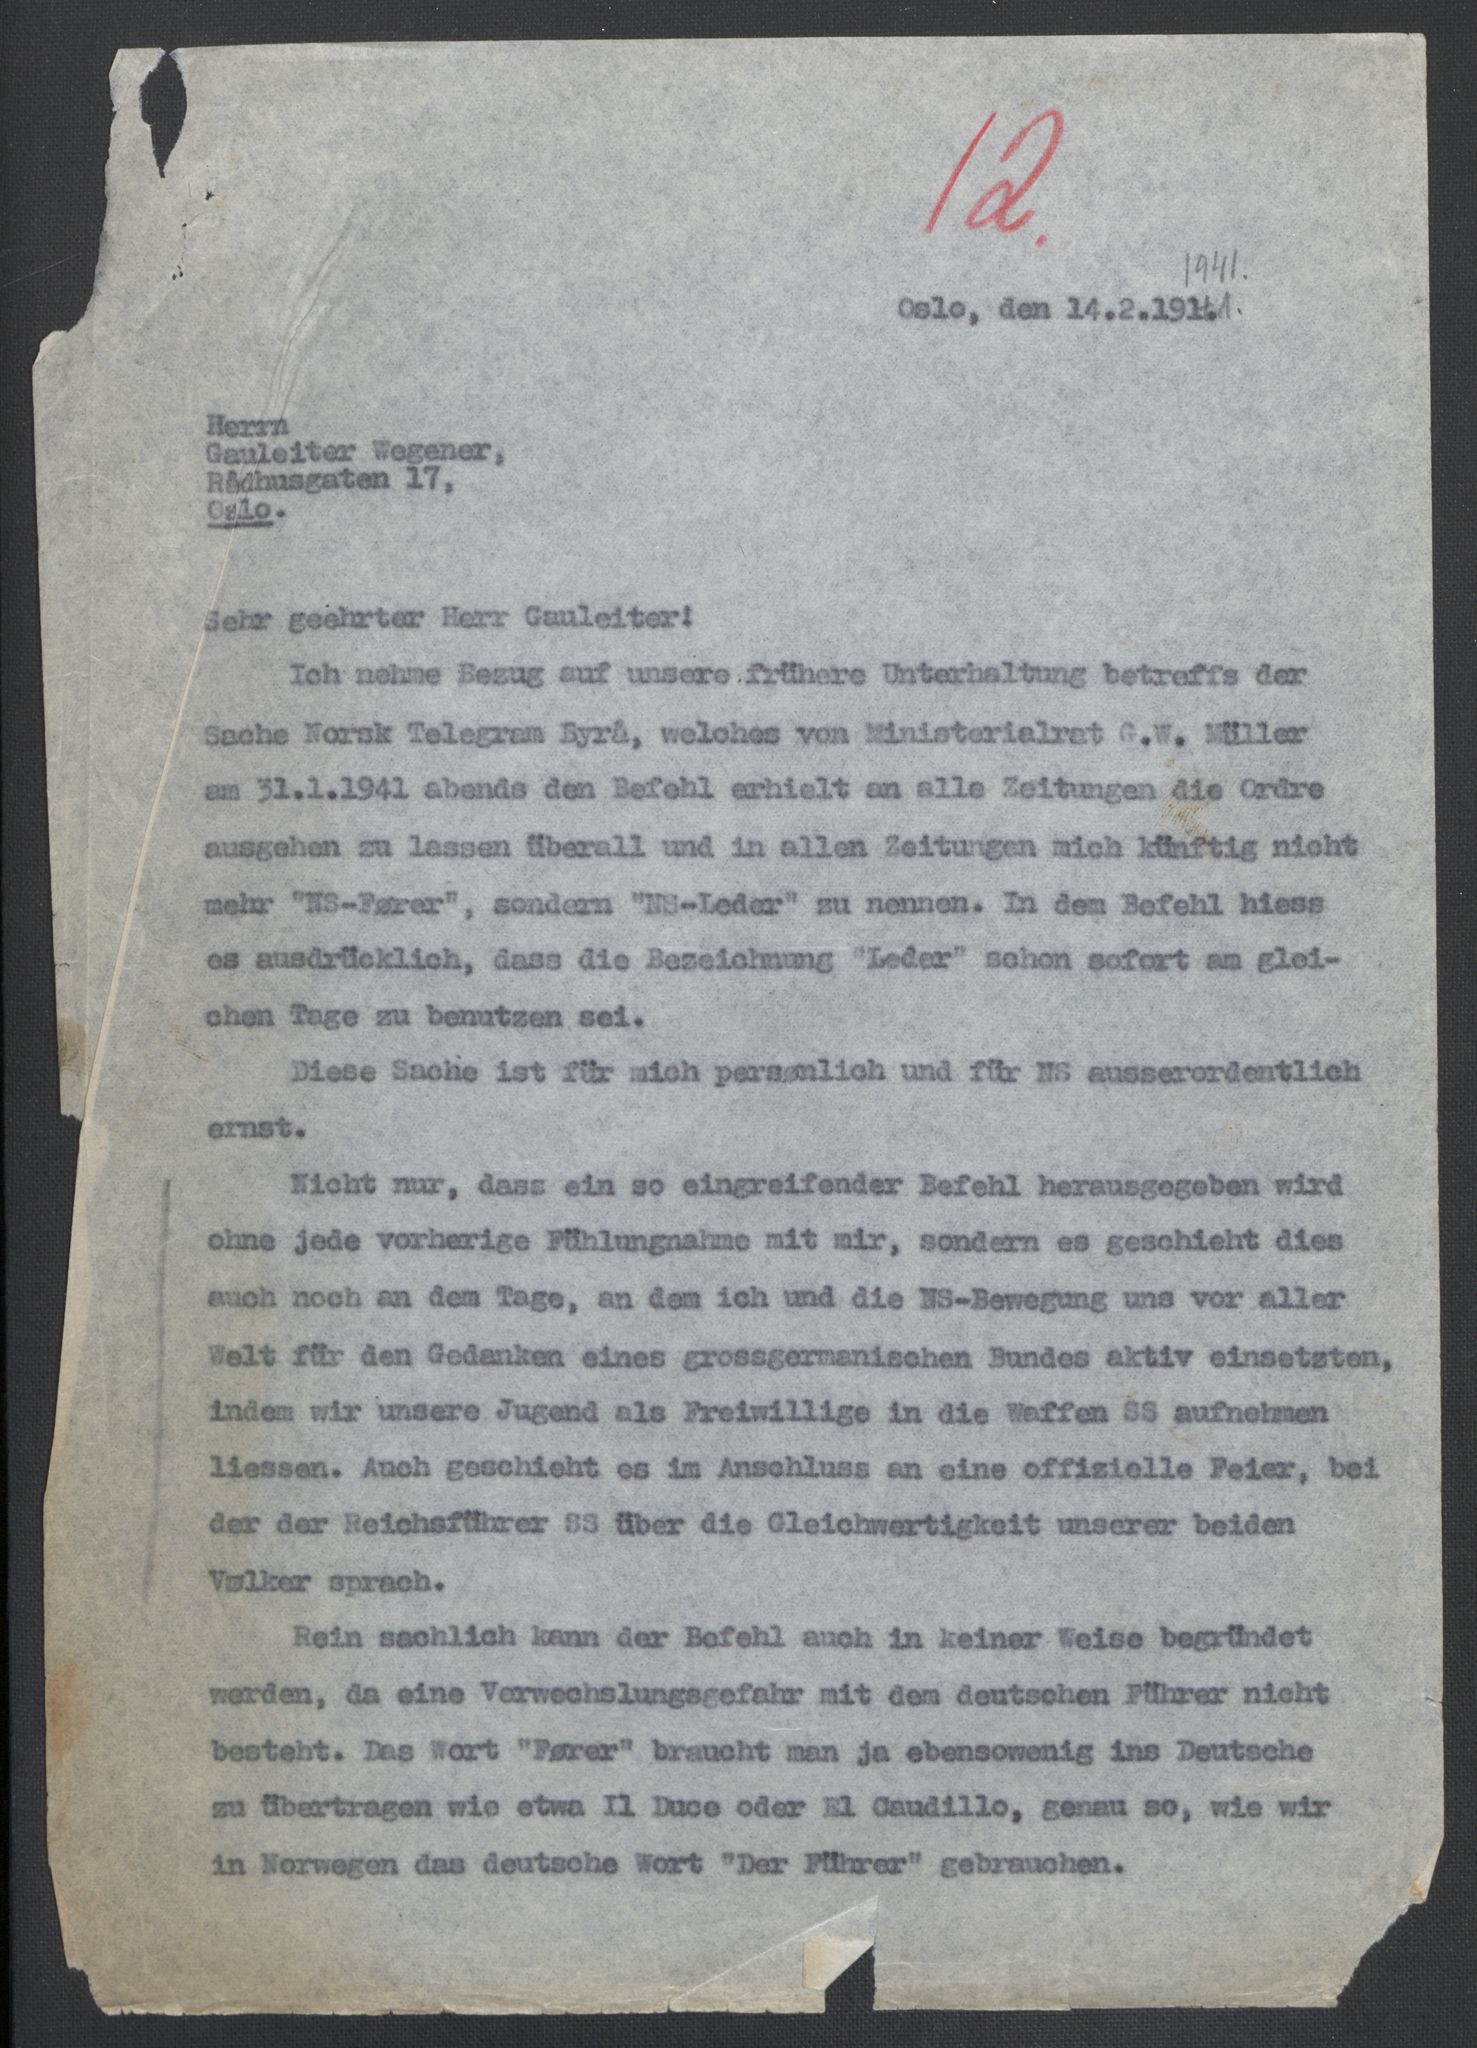 12.
1941.
Oslo, den 14.2.1941.
Herrn
Gauleiter Wegener,
Rådhusgaten 17,
Oslo.
Sehr geehrter Herr Gauleiter!
Ich nehme Bezug auf unsere frühere Unterhaltung betreffs der
Sache Norsk Telegram Byrå, welches von Ministerialrat G.W. Müller
am 31.1.1941 abends den Befehl erhielt an alle Zeitungen die Ordre
ausgehen zu lassen überall und in allen Zeitungen mich künftig nicht
mehr "NS-Fører", sondern "NS-Leder" zu nennen. In dem Befehl hiess
es ausdrücklich, dass die Bezeichnung "Leder" schon sofort am glei-
chen Tage zu benutzen sei.
Diese Sache ist für mich persønlich und für NS ausserordentlich
ernst.
Nicht nur, dass ein so eingreifender Befehl herausgegeben wird
ohne jede vorherige Fühlungnahme mit mir, sondern es geschieht dies
auch noch an dem Tage, an dem ich und die NS-Bewegung uns vor aller
Welt für den Gedanken eines grossgermanischen Bundes aktiv einsetzten,
indem wir unsere Jugend als Freiwillige in die Waffen SS aufnehmen
liessen. Auch geschieht es im Anschluss an eine offizielle Feier, bei
der der Reichsführer SS über die Gleichwertigkeit unserer beiden
Vølker sprach.
Rein sachlich kann der Befehl auch in keiner Weise begründet
werden, da eine Verwechslungsgefahr mit dem deutschen Führer nicht
besteht. Das Wort "Fører" braucht man ja ebensowenig ins Deutsche
zu übertragen wie etwa Il Duce oder El Caudillo, genau so, wie wir
in Norwegen das deutsche Wort "Der Führer" gebrauchen.